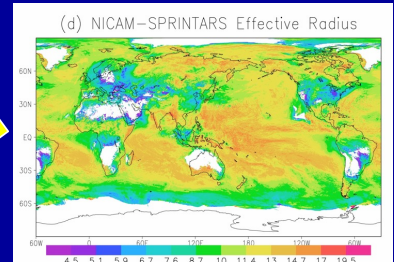 (d) NICAM-SPRINTARS Effective Radius
60N
30N
EQ
30S
60S
60W 0 60E 120E 180 120W 60W
4.5 5.1 5.9 6.7 7.6 8.7 10 11.4 13 14.7 17 19.5